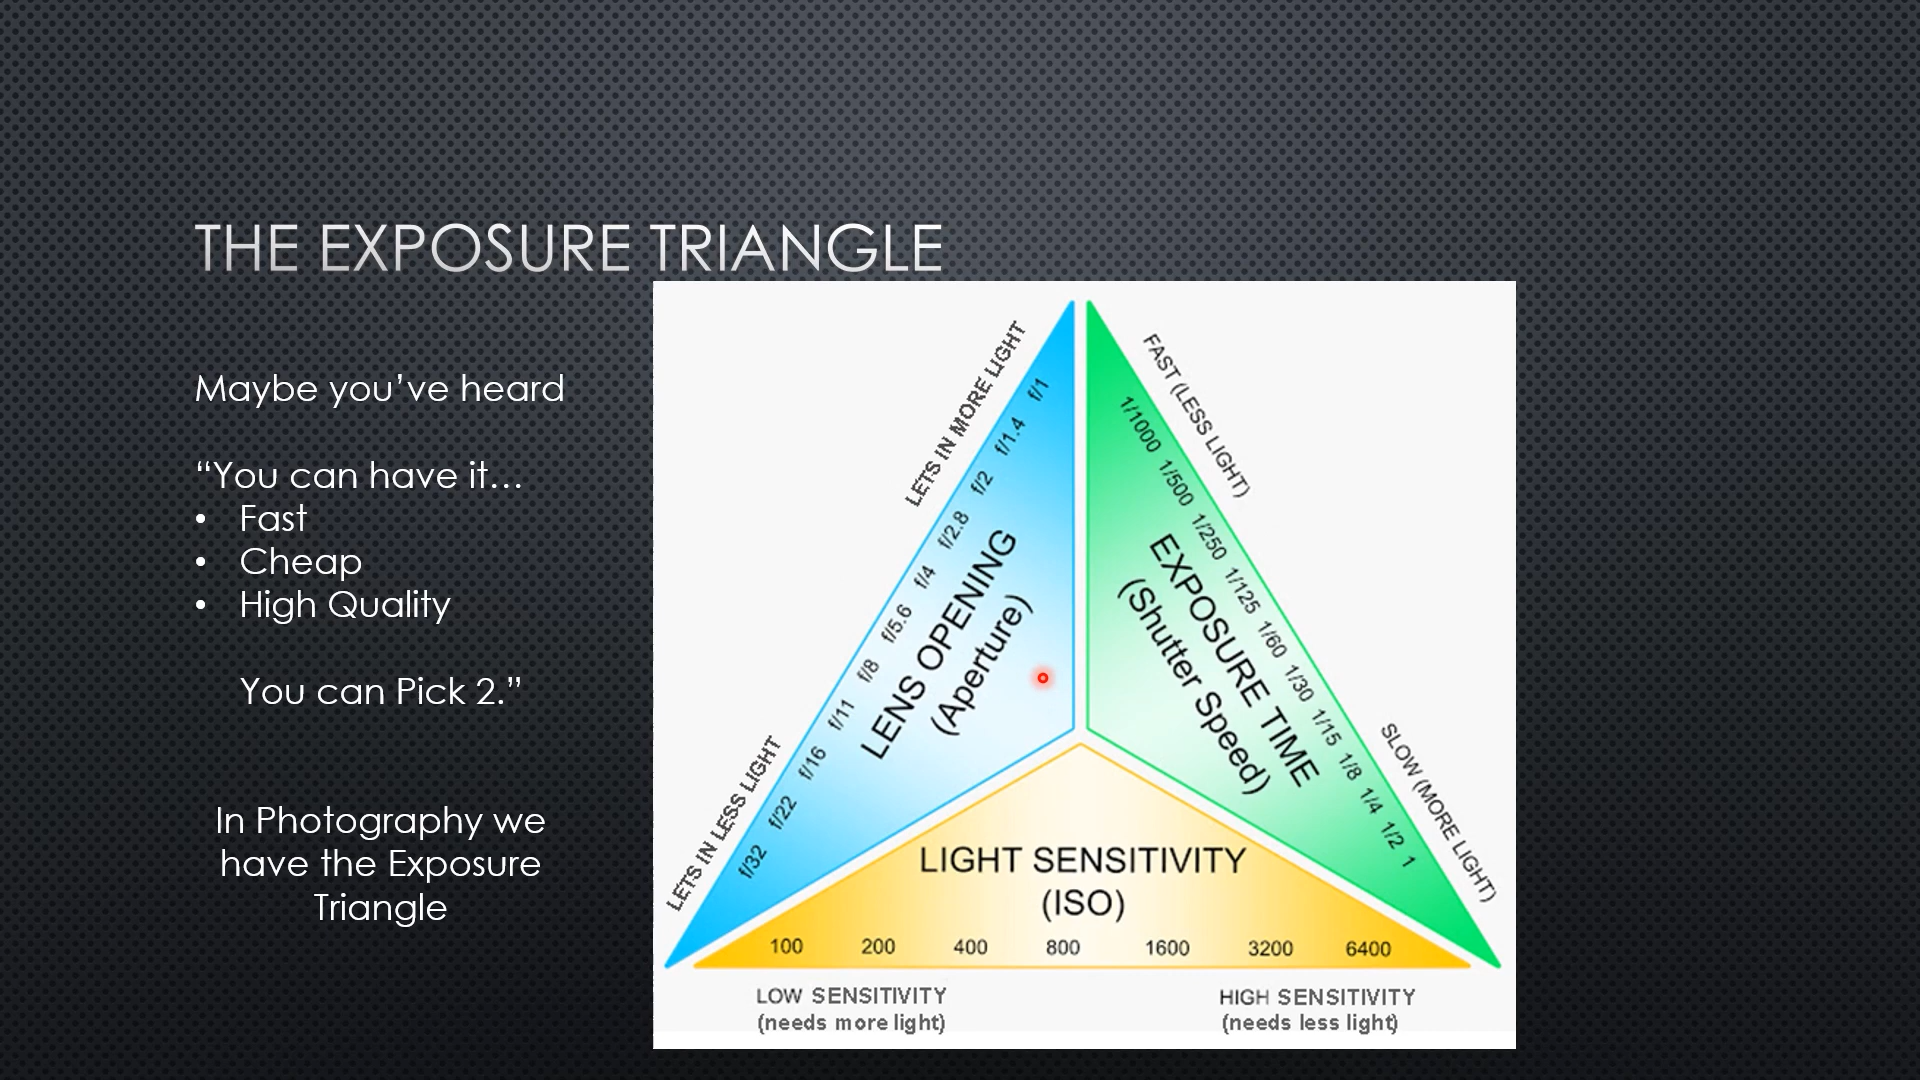 THE EXPOSURE TRIANGLE
Maybe you’ve heard
“You can have it…
• Fast
• Cheap
• High Quality
You can Pick 2.”
In Photography we
have the Exposure
Triangle
LETS IN MORE LIGHT
LETS IN LESS LIGHT
f/1
f/1.4
f/2
f/2.8
f/4
f/5.6
f/8
f/11
f/16
f/22
f/32
LENS OPENING
(Aperture)
FAST (LESS LIGHT)
SLOW (MORE LIGHT)
1/1000
1/500
1/250
1/125
1/60
1/30
1/15
1/8
1/4
1/2
1
EXPOSURE TIME
(Shutter Speed)
LIGHT SENSITIVITY
(ISO)
100 200 400 800 1600 3200 6400
LOW SENSITIVITY
(needs more light)
HIGH SENSITIVITY
(needs less light)